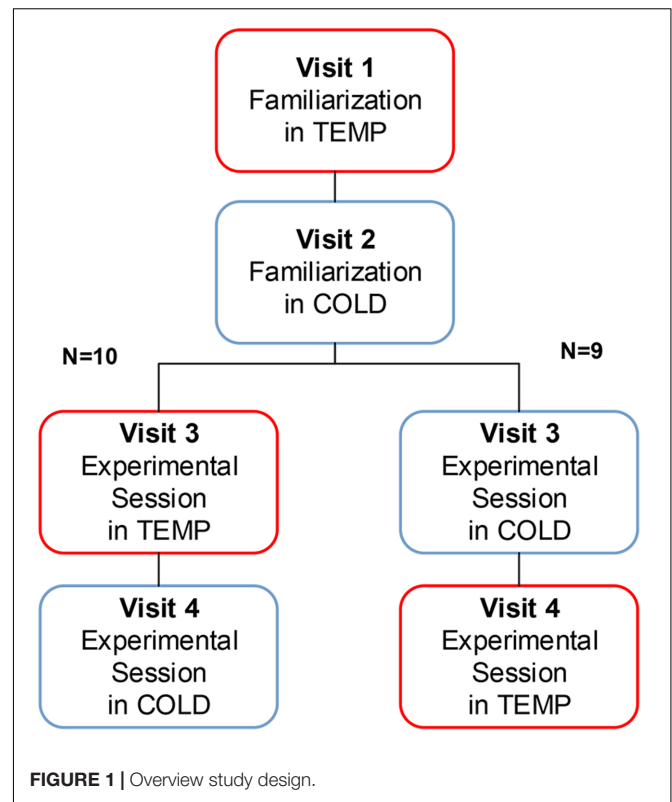 Visit 1
Familiarization
in TEMP
Visit 2
Familiarization
in COLD
N=10
N=9
Visit 3
Experimental
Session
in TEMP
Visit 3
Experimental
Session
in COLD
Visit 4
Experimental
Session
in COLD
Visit 4
Experimental
Session
in TEMP
FIGURE 1 | Overview study design.